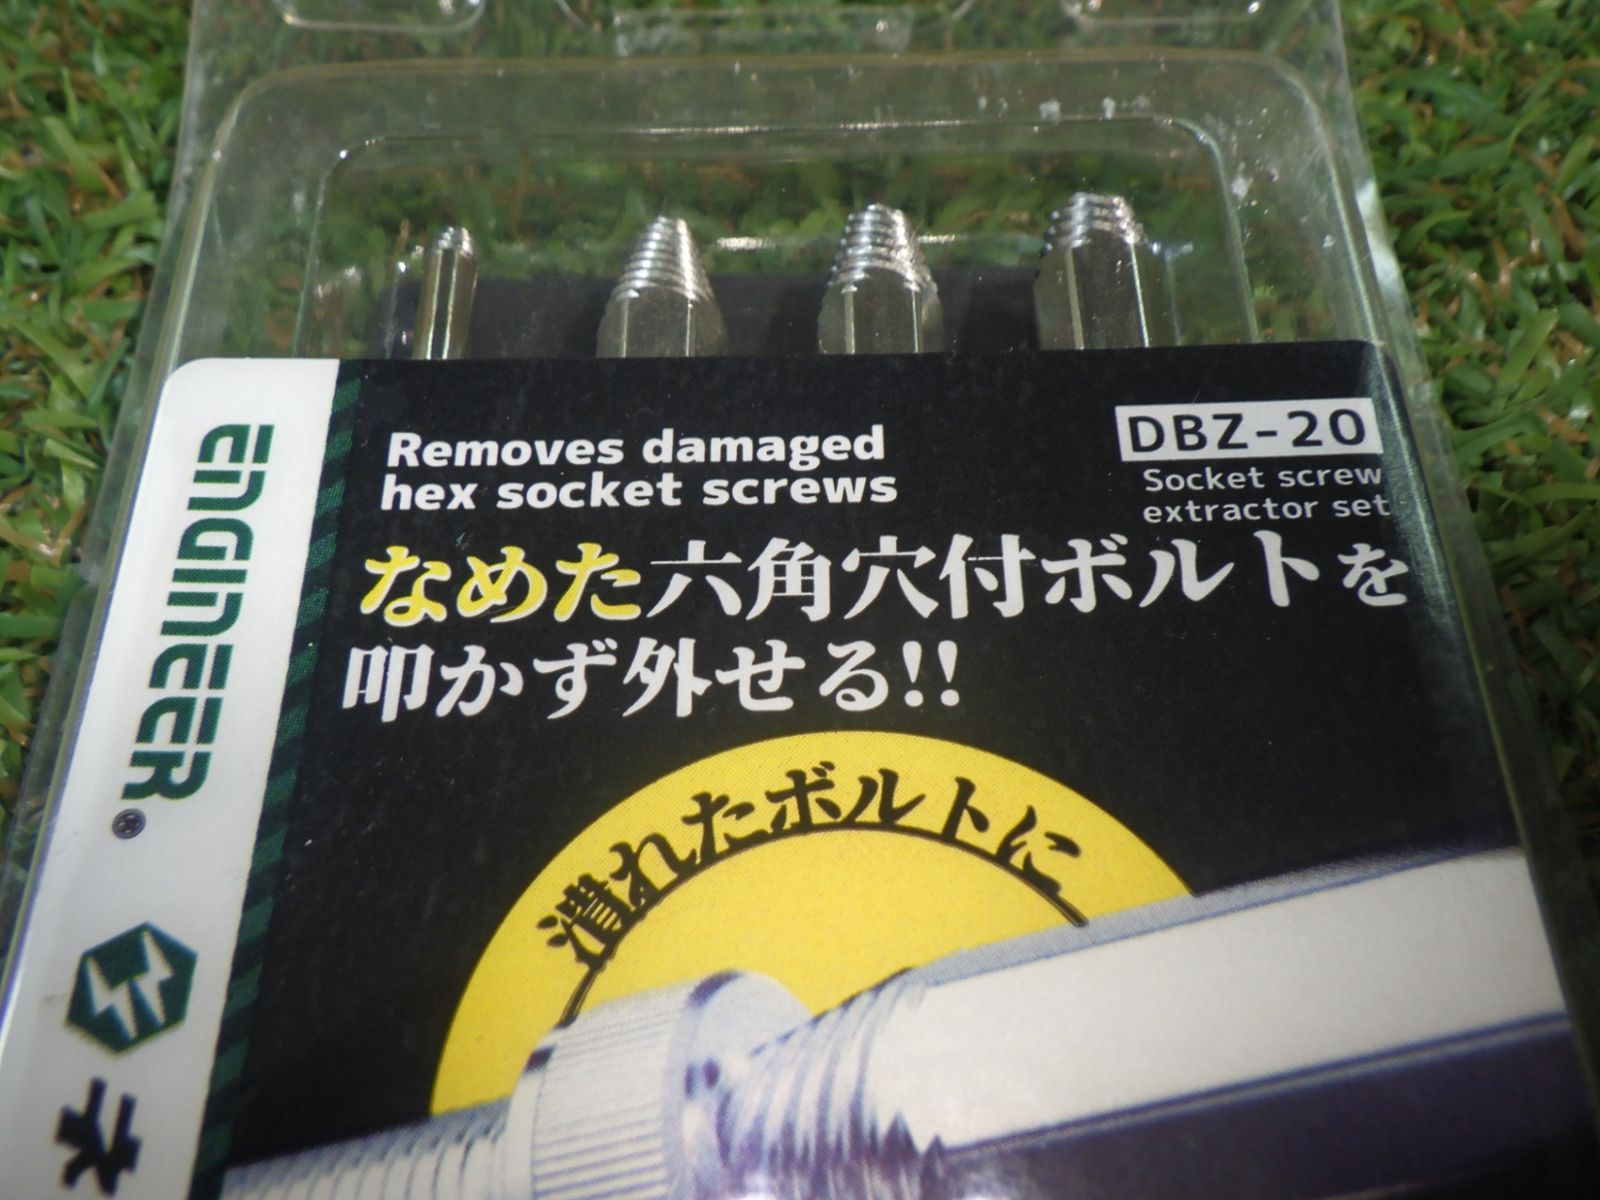 Removes damaged
hex socket screws
DBZ-20
Socket screw
extractor set
なめた六角穴付ボルトを
叩かず外せる!!
潰れたボルトに
ENGINEER®
ネ